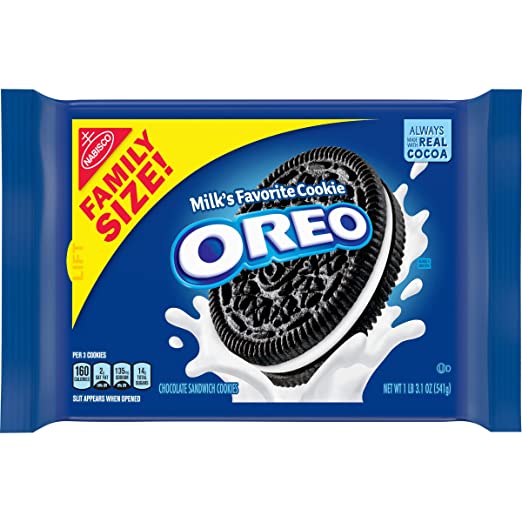 NABISCO
FAMILY
SIZE!
LIFT
ALWAYS
MADE WITH REAL
COCOA
Milk's Favorite Cookie
OREO
PER 3 COOKIES
160 CALORIES
2g SAT FAT
135mg SODIUM
14g TOTAL SUGARS
SLIT APPEARS WHEN OPENED
CHOCOLATE SANDWICH COOKIES
NET WT 1 LB 3.1 OZ (541g)
U D